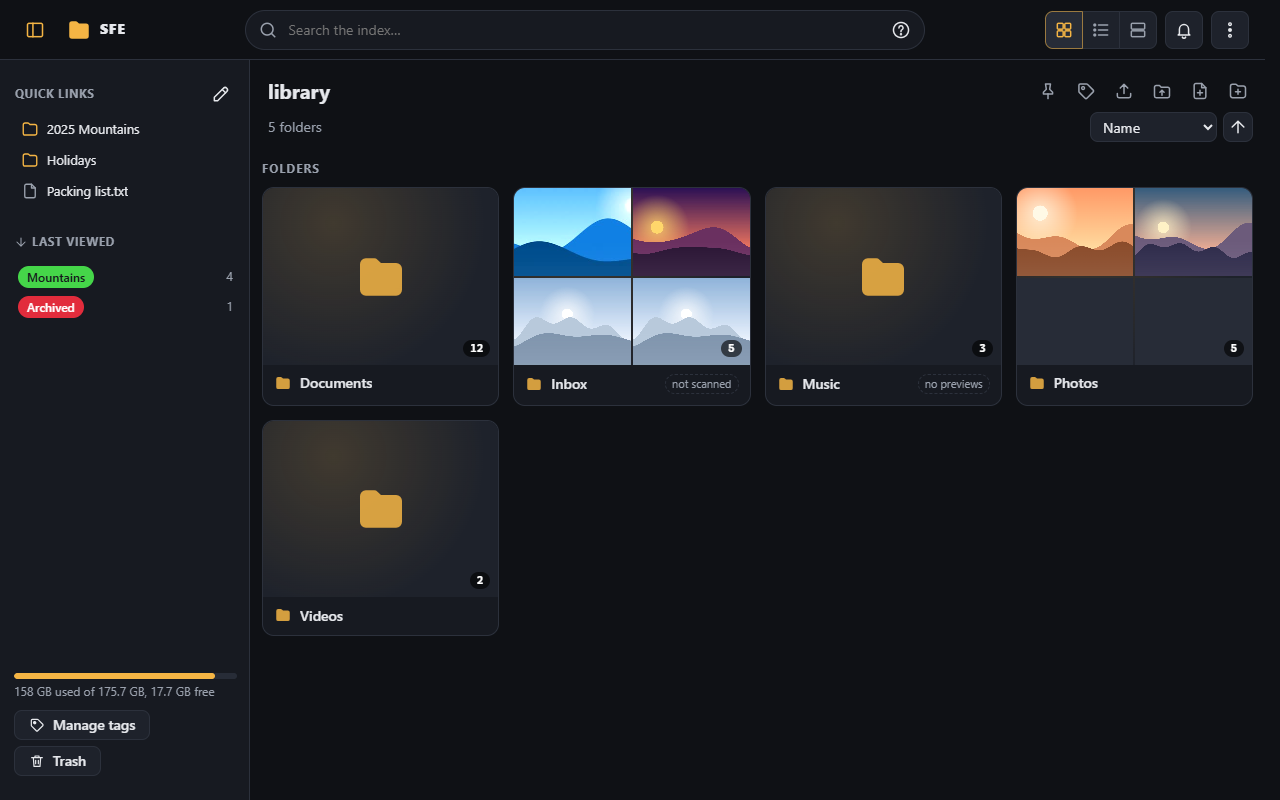 SFE
Search the index...
QUICK LINKS
2025 Mountains
Holidays
Packing list.txt
LAST VIEWED
Mountains 4
Archived 1
158 GB used of 175.7 GB, 17.7 GB free
Manage tags
Trash
library
5 folders
Name
FOLDERS
12
Documents
5
Inbox
not scanned
3
Music
no previews
5
Photos
2
Videos